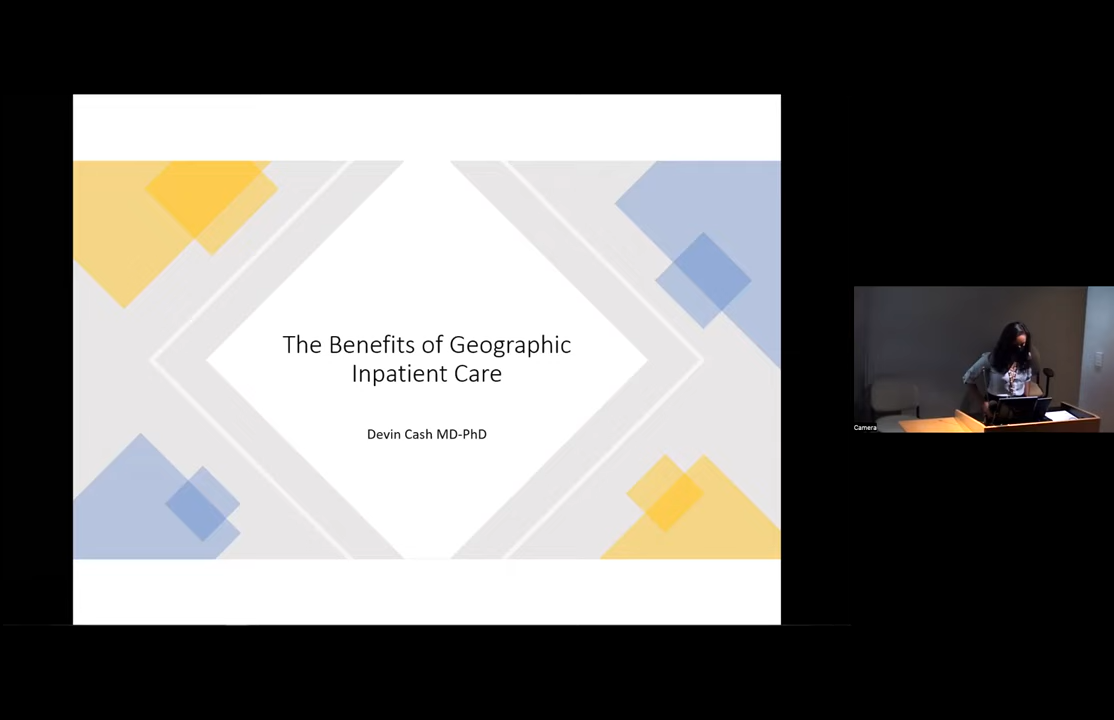 The Benefits of Geographic
Inpatient Care
Devin Cash MD-PhD
Camera